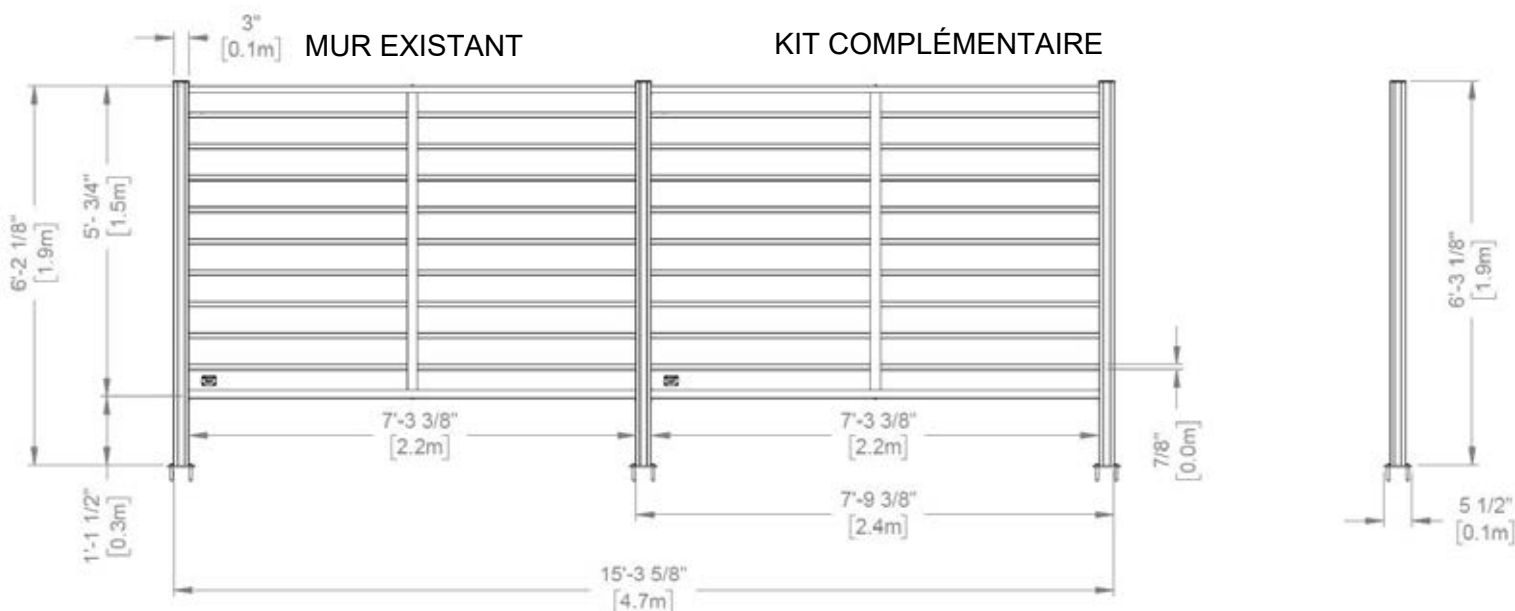 3"
[0.1m]
MUR EXISTANT
KIT COMPLÉMENTAIRE
6'-2 1/8"
[1.9m]
5'- 3/4"
[1.5m]
6'-3 1/8"
[1.9m]
7'-3 3/8"
[2.2m]
7'-3 3/8"
[2.2m]
7/8"
[0.0m]
1'-1 1/2"
[0.3m]
7'-9 3/8"
[2.4m]
5 1/2"
[0.1m]
15'-3 5/8"
[4.7m]